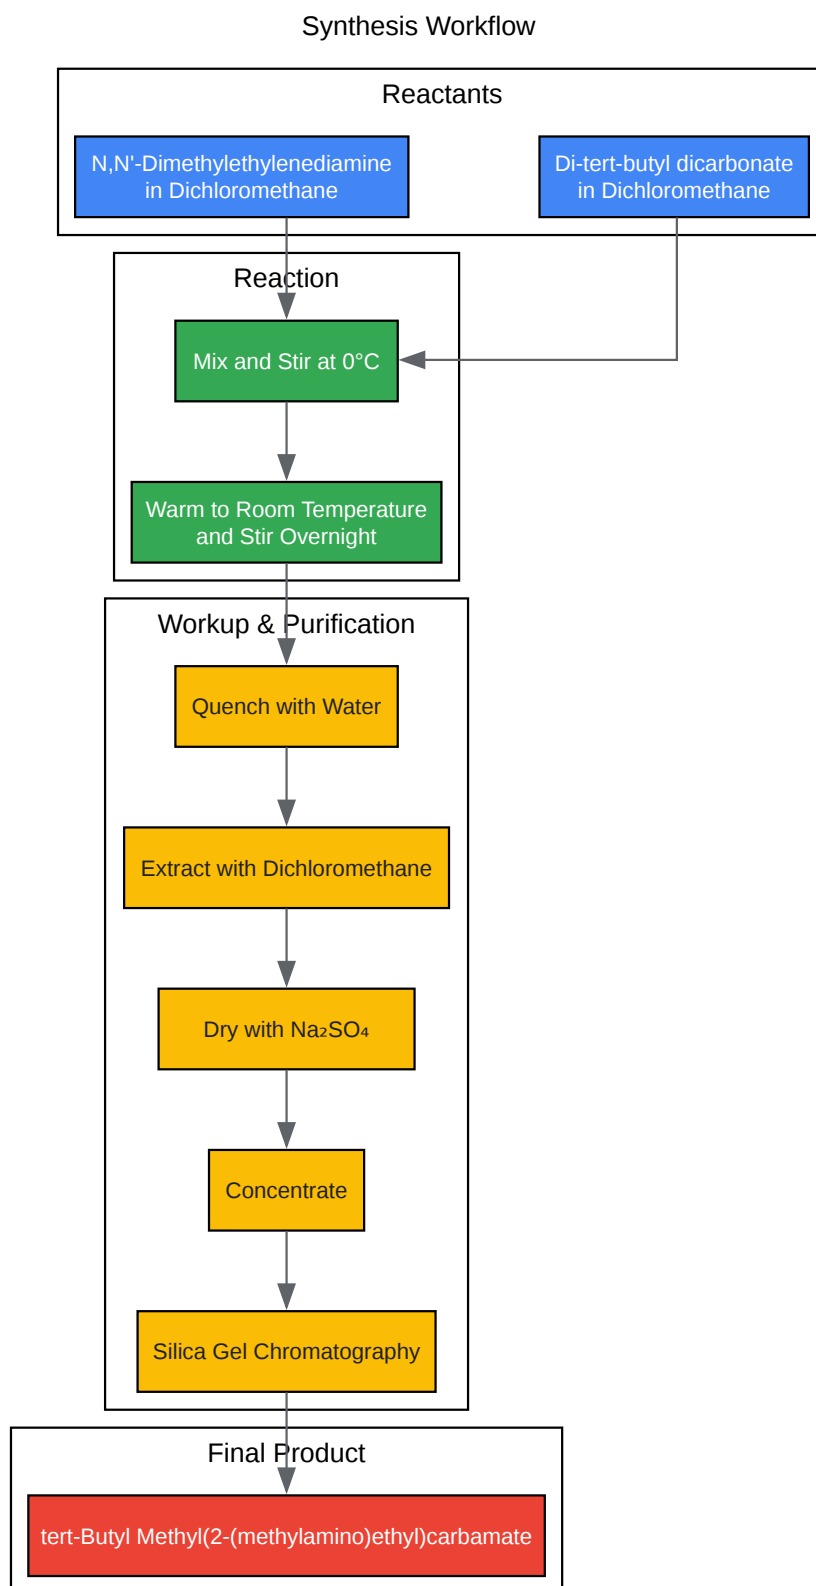 Synthesis Workflow
Reactants
N,N'-Dimethylethylenediamine
in Dichloromethane
Di-tert-butyl dicarbonate
in Dichloromethane
Reaction
Mix and Stir at 0°C
Warm to Room Temperature
and Stir Overnight
Workup & Purification
Quench with Water
Extract with Dichloromethane
Dry with Na₂SO₄
Concentrate
Silica Gel Chromatography
Final Product
tert-Butyl Methyl(2-(methylamino)ethyl)carbamate